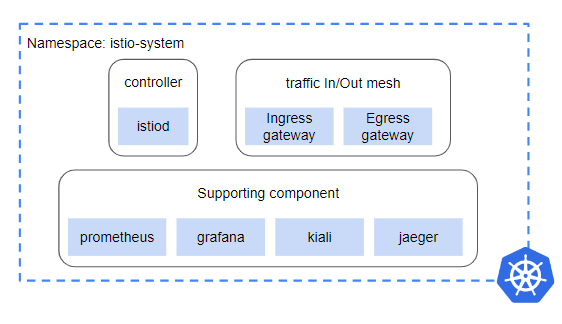 Namespace: istio-system
controller
istiod
traffic In/Out mesh
Ingress
gateway
Egress
gateway
Supporting component
prometheus
grafana
kiali
jaeger